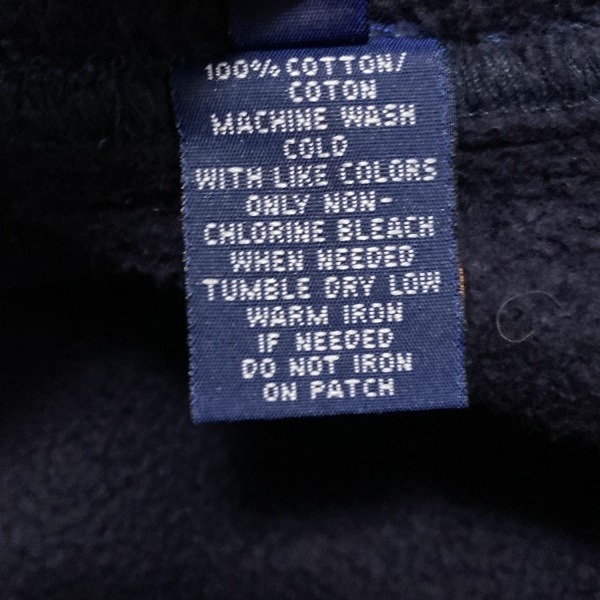 100% COTTON/
COTON
MACHINE WASH
COLD
WITH LIKE COLORS
ONLY NON-
CHLORINE BLEACH
WHEN NEEDED
TUMBLE DRY LOW
WARM IRON
IF NEEDED
DO NOT IRON
ON PATCH